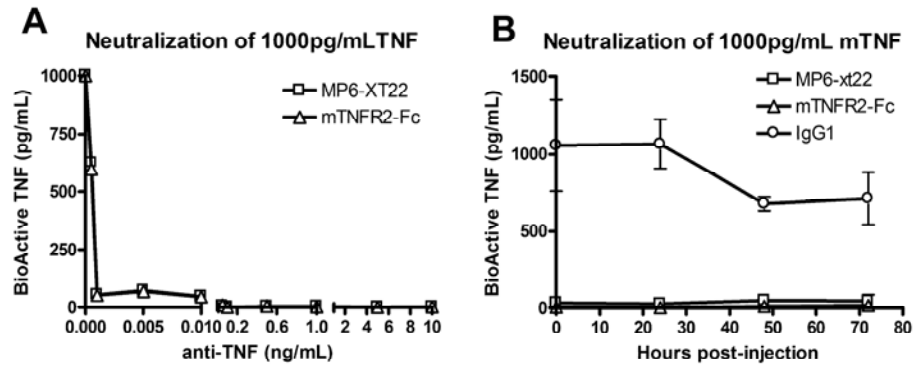 A
Neutralization of 1000pg/mLTNF
MP6-XT22
mTNFR2-Fc
BioActive TNF (pg/mL)
1000
750
500
250
0
0.000 0.005 0.010 0.2 0.6 1.0 2 4 6 8 10
anti-TNF (ng/mL)
B
Neutralization of 1000pg/mL mTNF
MP6-xt22
mTNFR2-Fc
IgG1
BioActive TNF (pg/mL)
1500
1000
500
0
0 10 20 30 40 50 60 70 80
Hours post-injection